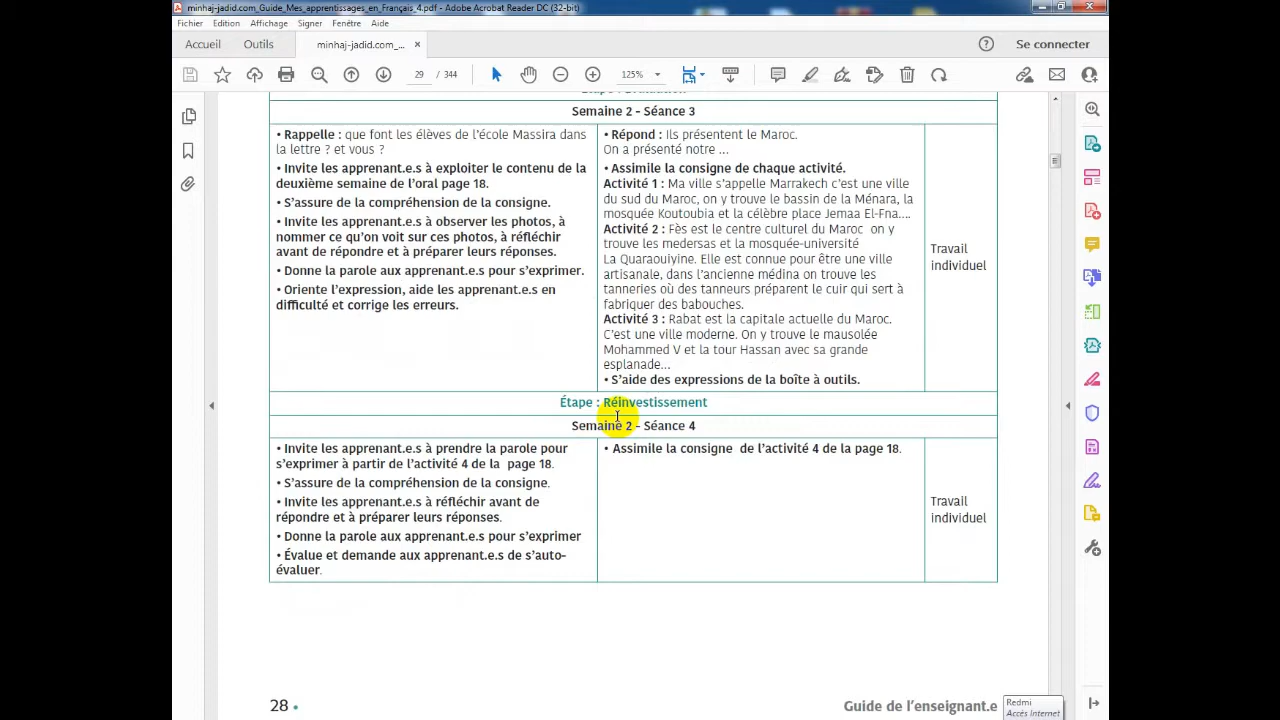 minhaj-jadid.com_Guide_Mes_apprentissages_en_Français_4.pdf - Adobe Acrobat Reader DC (32-bit)
Fichier Edition Affichage Signer Fenêtre Aide
Accueil Outils minhaj-jadid.com_... × Se connecter
29 / 344 125%
Semaine 2 - Séance 3
• Rappelle : que font les élèves de l'école Massira dans
la lettre ? et vous ?
• Invite les apprenant.e.s à exploiter le contenu de la
deuxième semaine de l'oral page 18.
• S'assure de la compréhension de la consigne.
• Invite les apprenant.e.s à observer les photos, à
nommer ce qu'on voit sur ces photos, à réfléchir
avant de répondre et à préparer leurs réponses.
• Donne la parole aux apprenant.e.s pour s'exprimer.
• Oriente l'expression, aide les apprenant.e.s en
difficulté et corrige les erreurs.
• Répond : Ils présentent le Maroc.
On a présenté notre ...
• Assimile la consigne de chaque activité.
Activité 1 : Ma ville s'appelle Marrakech c'est une ville
du sud du Maroc, on y trouve le bassin de la Ménara, la
mosquée Koutoubia et la célèbre place Jemaa El-Fna....
Activité 2 : Fès est le centre culturel du Maroc on y
trouve les medersas et la mosquée-université
La Quaraouiyine. Elle est connue pour être une ville
artisanale, dans l'ancienne médina on trouve les
tanneries où des tanneurs préparent le cuir qui sert à
fabriquer des babouches.
Activité 3 : Rabat est la capitale actuelle du Maroc.
C'est une ville moderne. On y trouve le mausolée
Mohammed V et la tour Hassan avec sa grande
esplanade...
• S'aide des expressions de la boîte à outils.
Travail
individuel
Étape : Réinvestissement
Semaine 2 - Séance 4
• Invite les apprenant.e.s à prendre la parole pour
s'exprimer à partir de l'activité 4 de la page 18.
• S'assure de la compréhension de la consigne.
• Invite les apprenant.e.s à réfléchir avant de
répondre et à préparer leurs réponses.
• Donne la parole aux apprenant.e.s pour s'exprimer
• Évalue et demande aux apprenant.e.s de s'auto-
évaluer.
• Assimile la consigne de l'activité 4 de la page 18.
Travail
individuel
28 •
Guide de l'enseignant.e
Redmi
Accès Internet